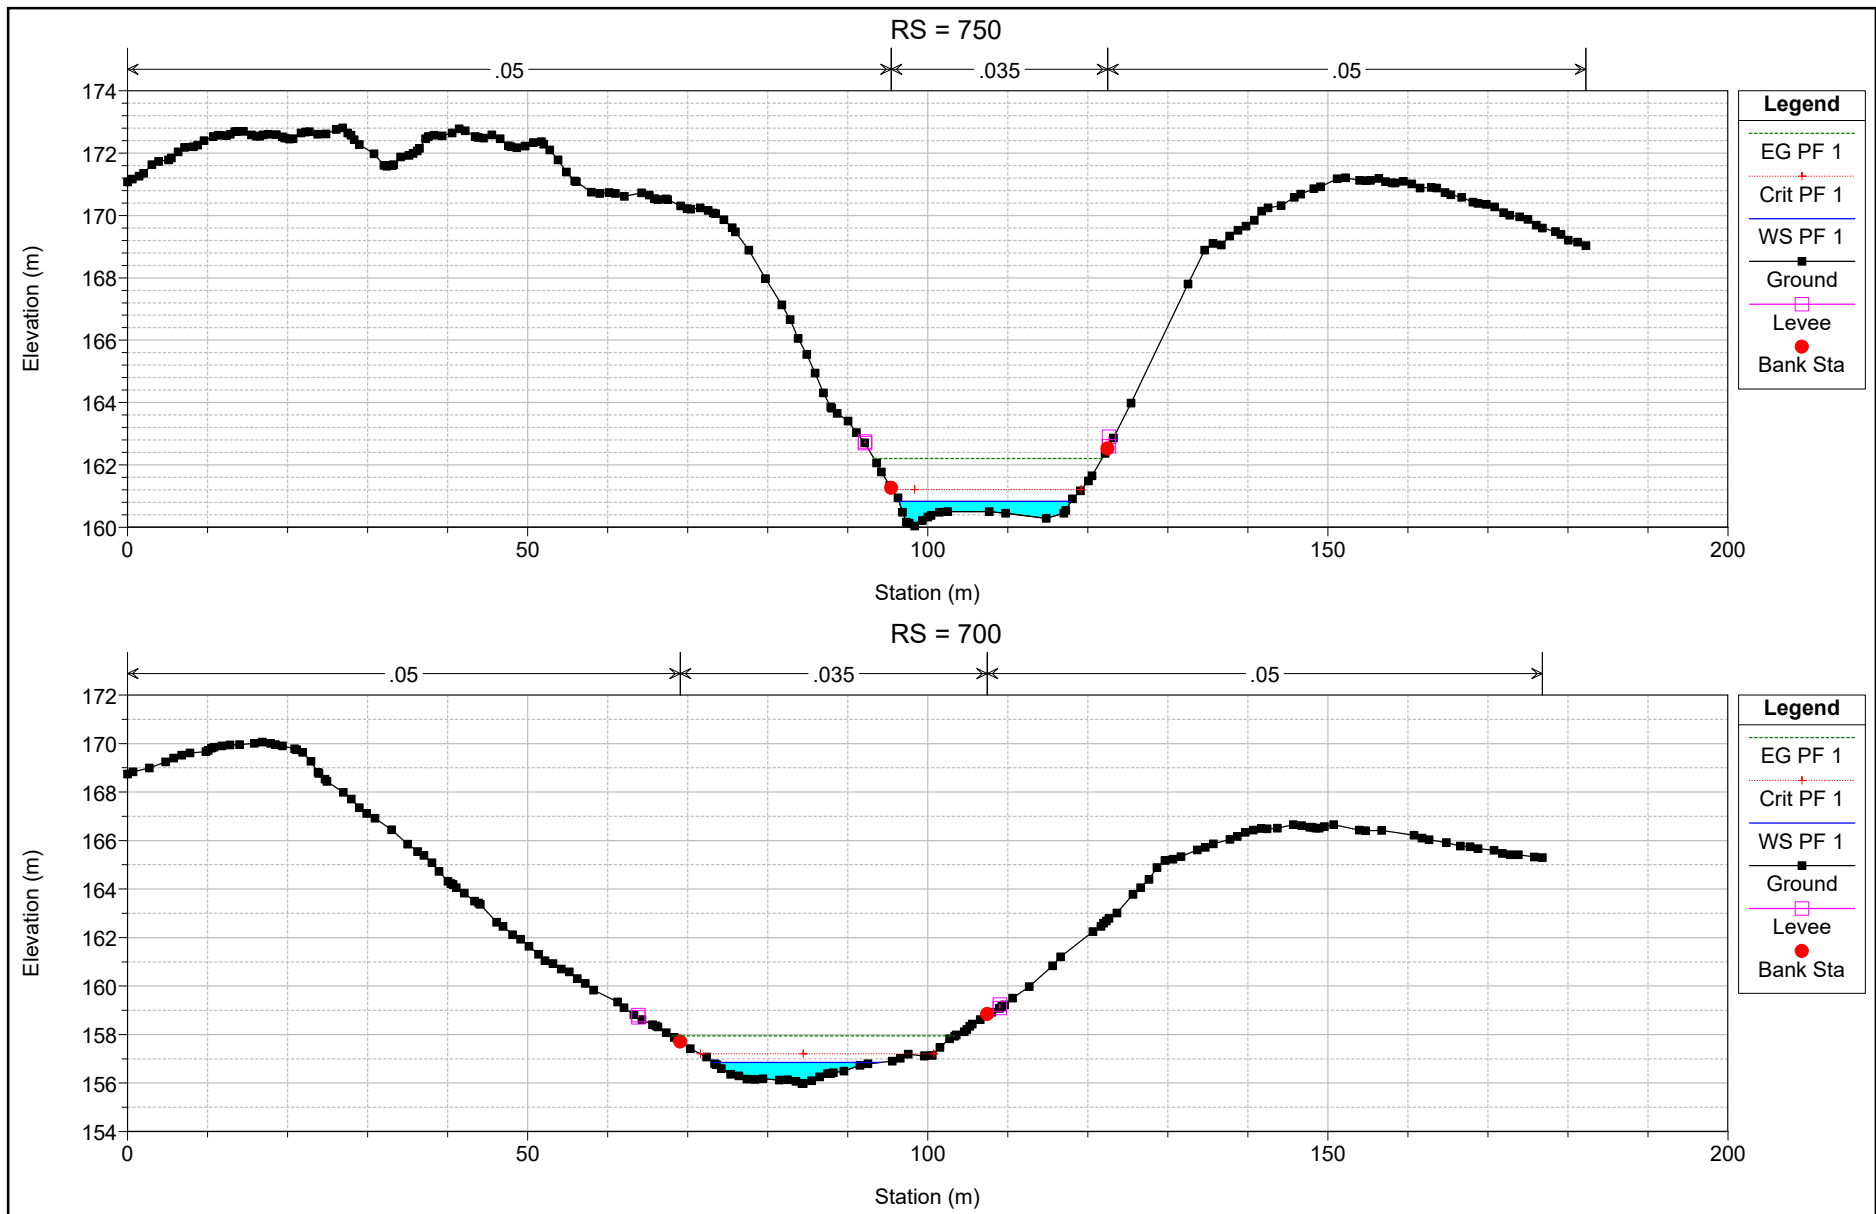 RS = 750
.05 .035 .05
174
172
170
168
166
164
162
160
0 50 100 150 200
Elevation (m)
Station (m)
Legend
EG PF 1
Crit PF 1
WS PF 1
Ground
Levee
Bank Sta
RS = 700
.05 .035 .05
172
170
168
166
164
162
160
158
156
154
0 50 100 150 200
Elevation (m)
Station (m)
Legend
EG PF 1
Crit PF 1
WS PF 1
Ground
Levee
Bank Sta